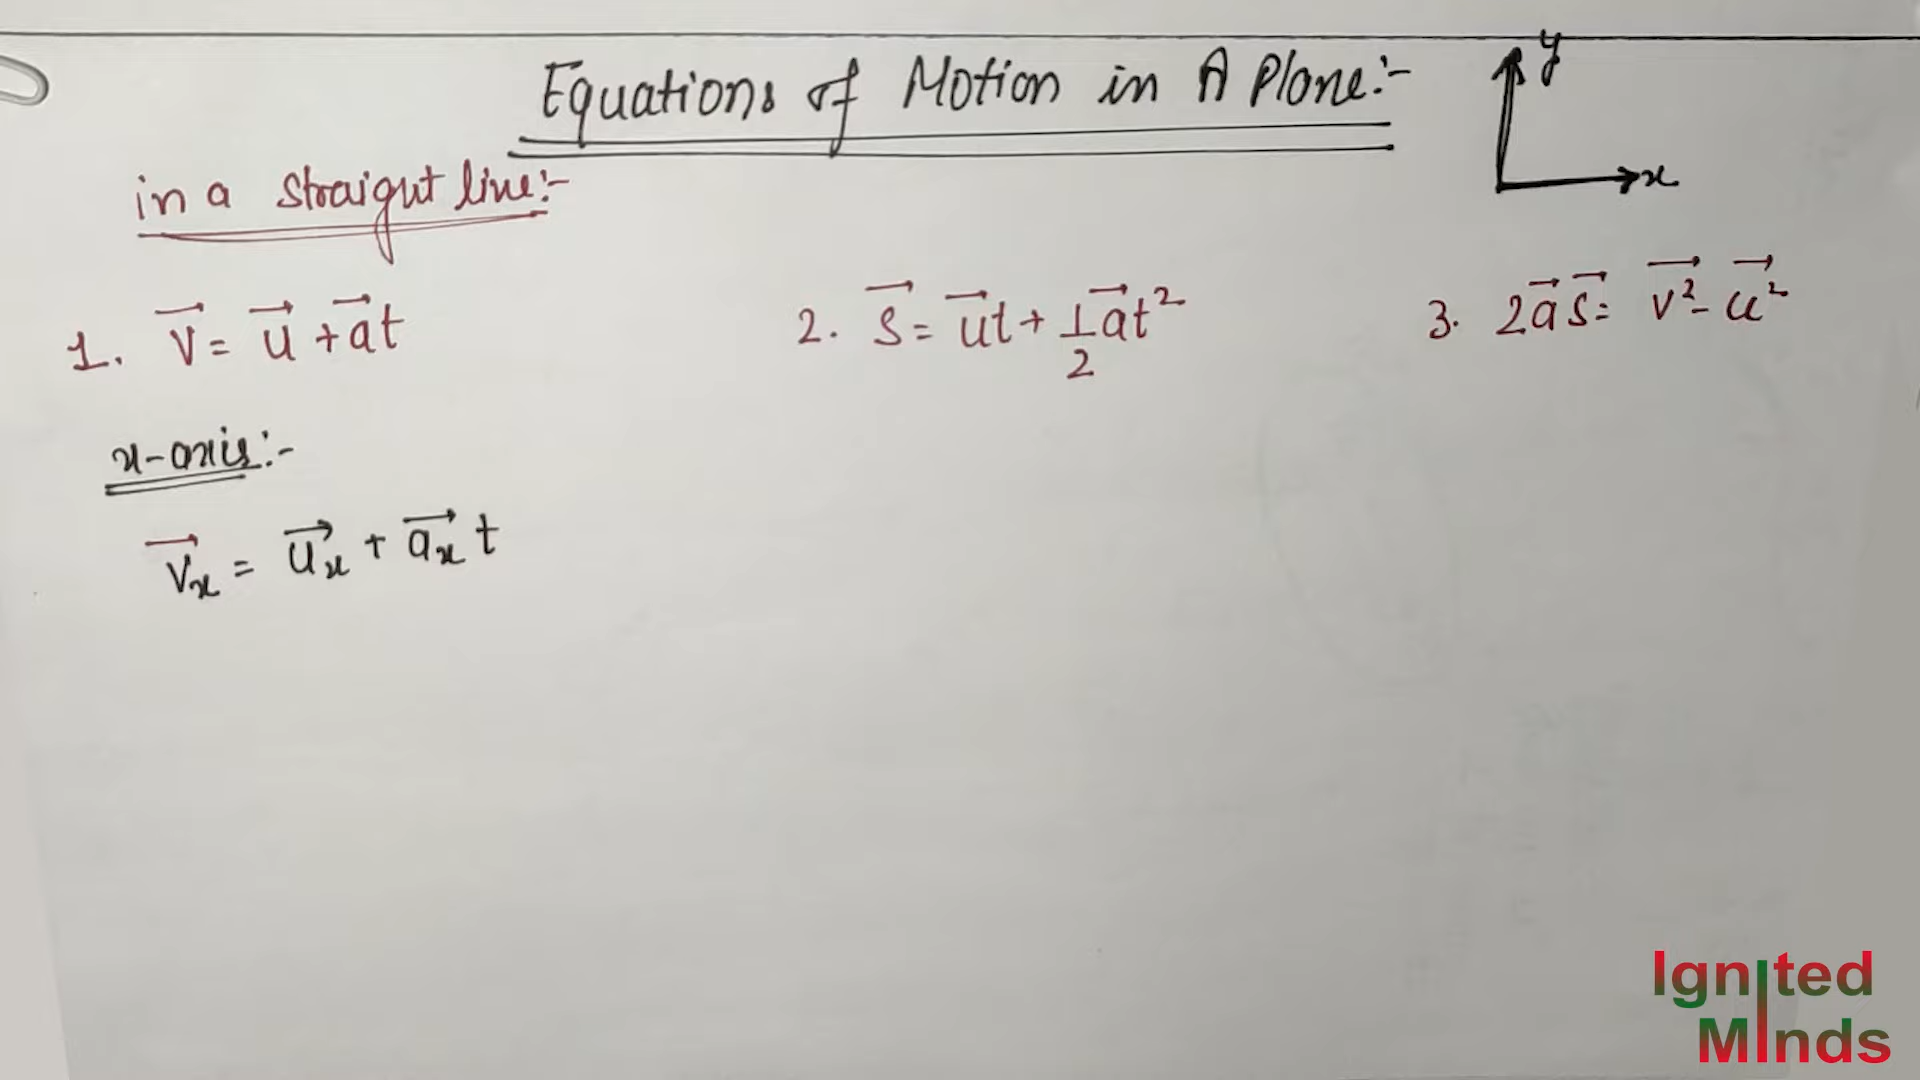 Equations of Motion in A Plane:-
y
x
in a straigut line:-
1. v⃗ = u⃗ + a⃗t
2. s⃗ = u⃗t + 1/2 a⃗t²
3. 2a⃗s⃗ = v⃗² - u⃗²
x-axis:-
v⃗ₓ = u⃗ₓ + a⃗ₓ t
Ignited
Minds